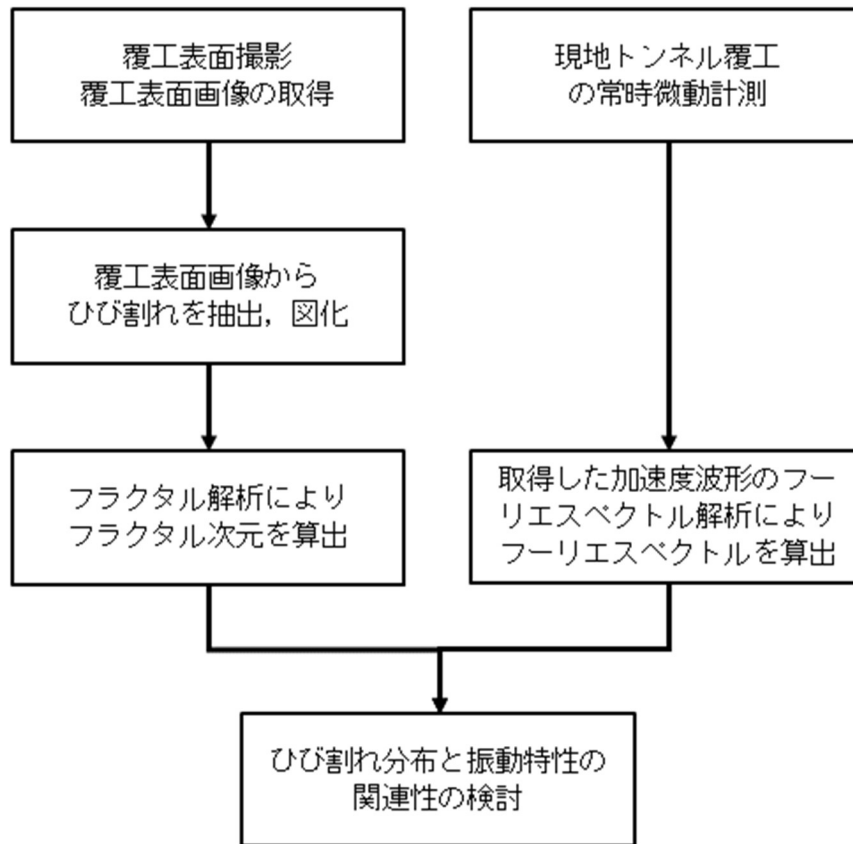 覆工表面撮影
覆工表面画像の取得
現地トンネル覆工
の常時微動計測
覆工表面画像から
ひび割れを抽出，図化
フラクタル解析により
フラクタル次元を算出
取得した加速度波形のフー
リエスペクトル解析により
フーリエスペクトルを算出
ひび割れ分布と振動特性の
関連性の検討